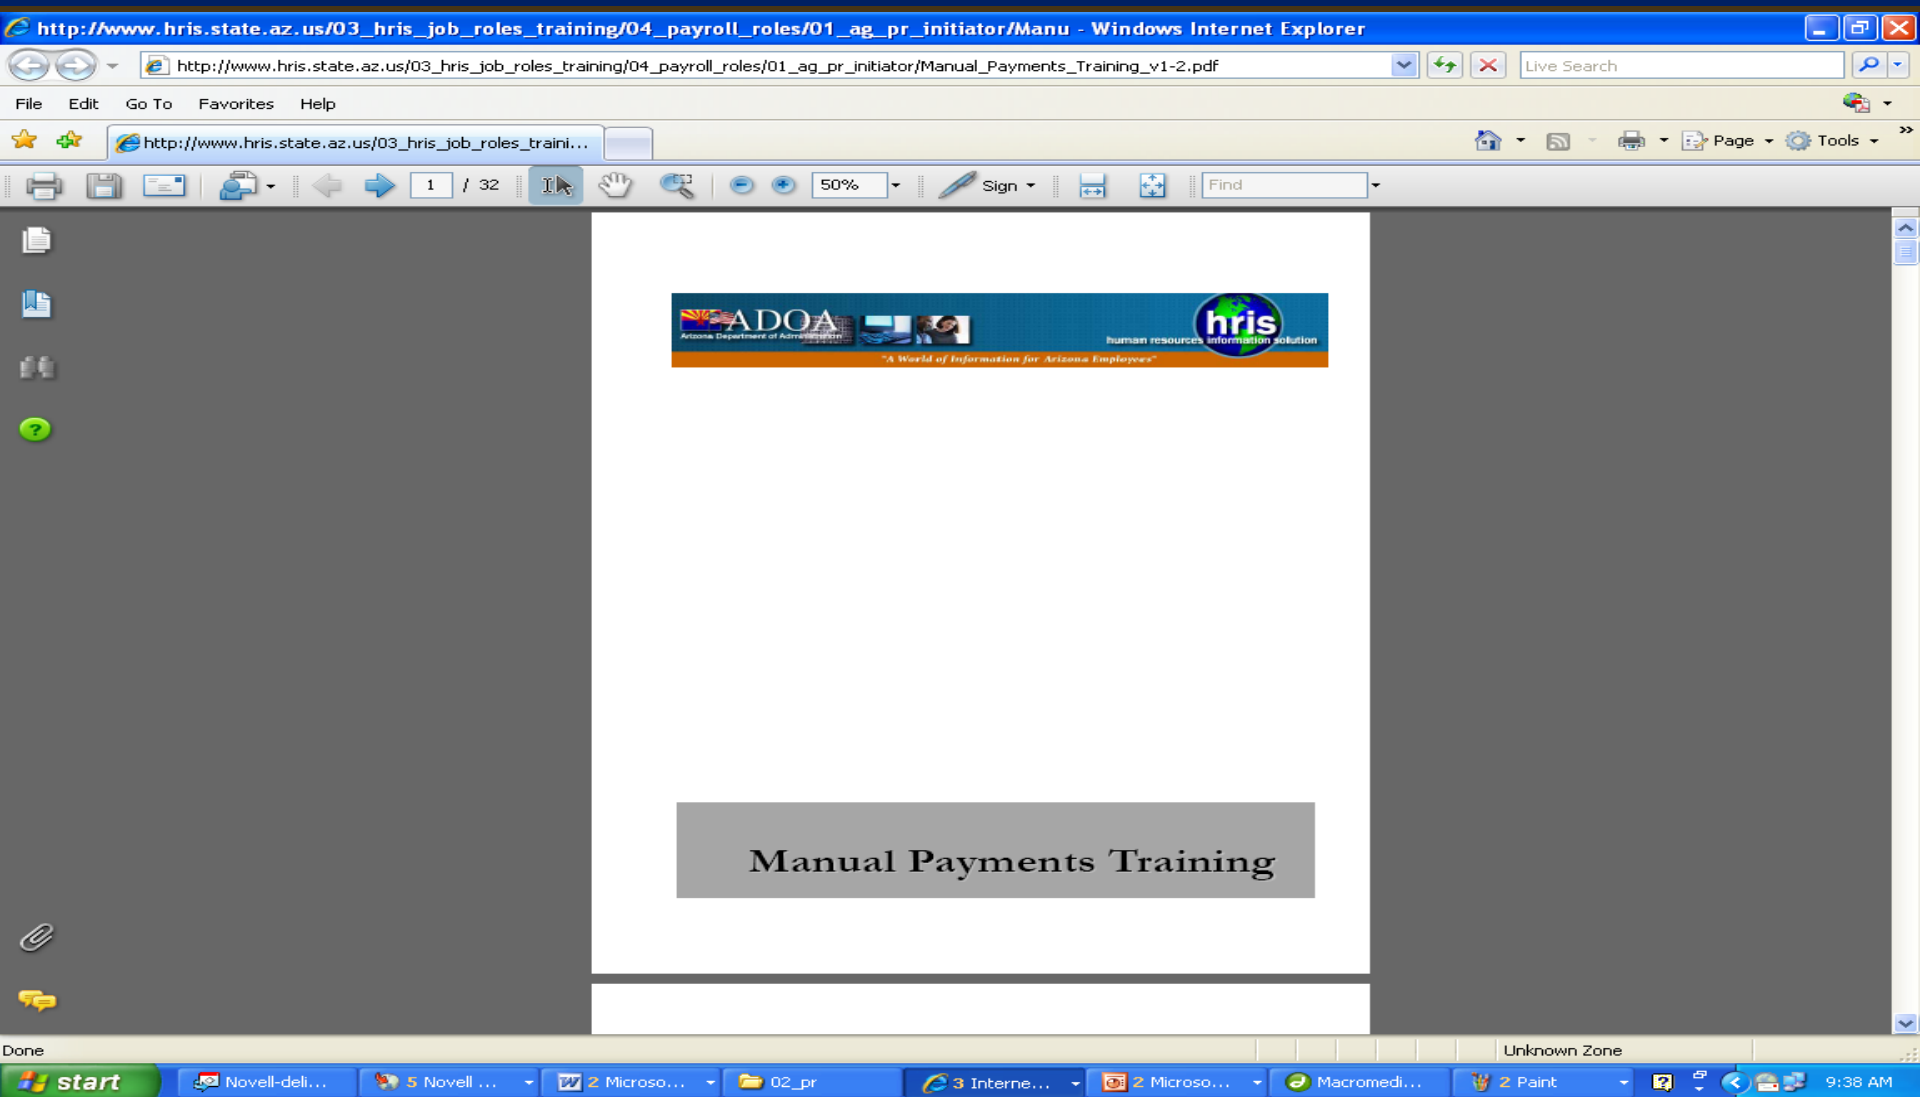 http://www.hris.state.az.us/03_hris_job_roles_training/04_payroll_roles/01_ag_pr_initiator/Manu - Windows Internet Explorer
http://www.hris.state.az.us/03_hris_job_roles_training/04_payroll_roles/01_ag_pr_initiator/Manual_Payments_Training_v1-2.pdf Live Search
File Edit Go To Favorites Help
http://www.hris.state.az.us/03_hris_job_roles_traini... Page Tools »
1 / 32 50% Sign Find
ADOA hris
Arizona Department of Administration human resources information solution
"A World of Information for Arizona Employees"
Manual Payments Training
Done Unknown Zone
start Novell-deli... 5 Novell ... 2 Microso... 02_pr 3 Interne... 2 Microso... Macromedi... 2 Paint 9:38 AM